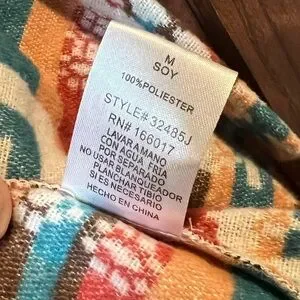 M
SOY
100%POLIESTER
STYLE#32485J
RN# 166017
LAVAR A MANO
CON AGUA FRIA
POR SEPARADO
NO USAR BLANQUEADOR
PLANCHAR TIBIO
SI ES NECESARIO
HECHO EN CHINA